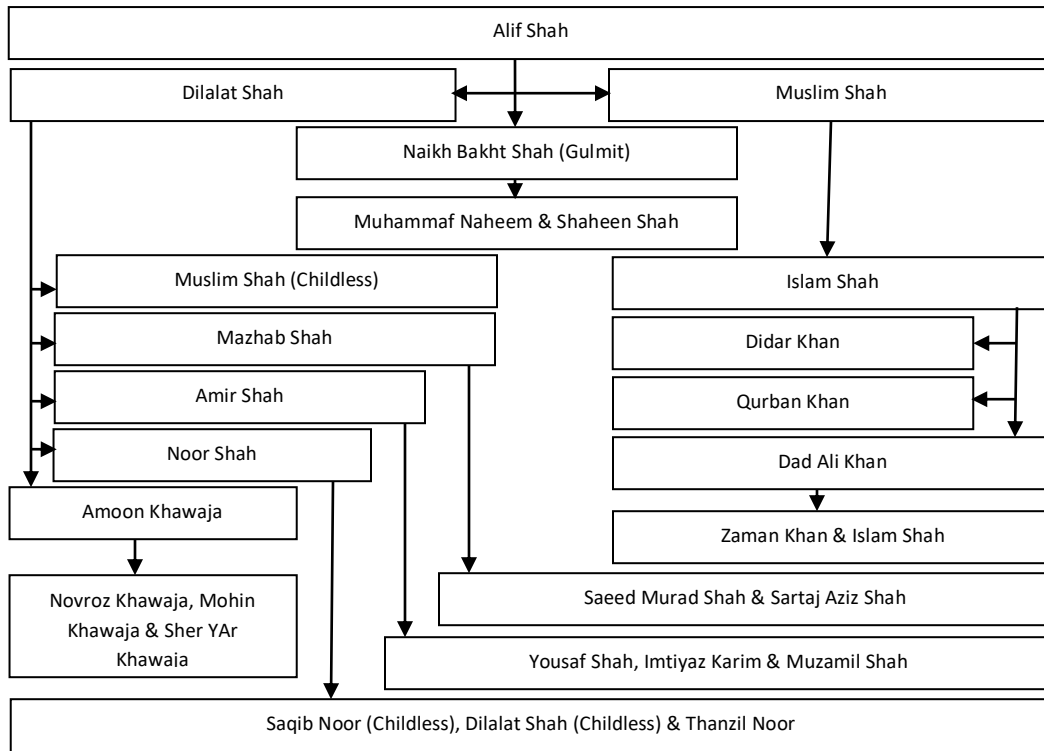 Alif Shah
Dilalat Shah
Muslim Shah
Naikh Bakht Shah (Gulmit)
Muhammaf Naheem & Shaheen Shah
Muslim Shah (Childless)
Islam Shah
Mazhab Shah
Didar Khan
Amir Shah
Qurban Khan
Noor Shah
Dad Ali Khan
Amoon Khawaja
Zaman Khan & Islam Shah
Novroz Khawaja, Mohin
Khawaja & Sher YAr
Khawaja
Saeed Murad Shah & Sartaj Aziz Shah
Yousaf Shah, Imtiyaz Karim & Muzamil Shah
Saqib Noor (Childless), Dilalat Shah (Childless) & Thanzil Noor